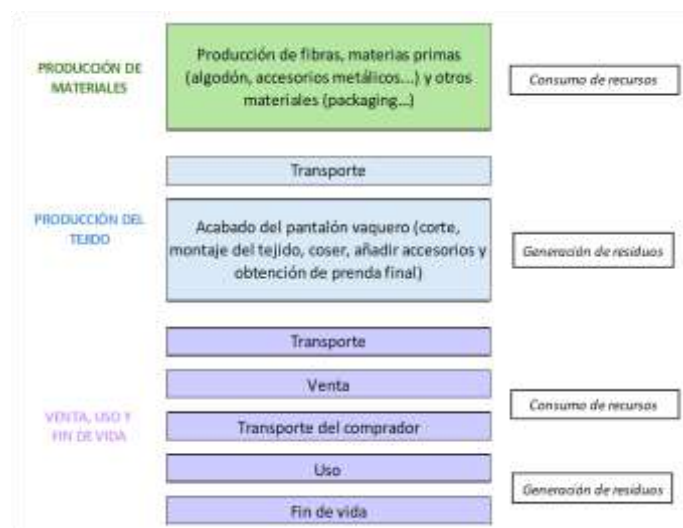 PRODUCCIÓN DE
MATERIALES
Producción de fibras, materias primas
(algodón, accesorios metálicos...) y otros
materiales (packaging...)
Consumo de recursos
Transporte
PRODUCCIÓN DEL
TEJIDO
Acabado del pantalón vaquero (corte,
montaje del tejido, coser, añadir accesorios y
obtención de prenda final)
Generación de residuos
Transporte
Venta
Consumo de recursos
VENTA, USO Y
FIN DE VIDA
Transporte del comprador
Uso
Generación de residuos
Fin de vida